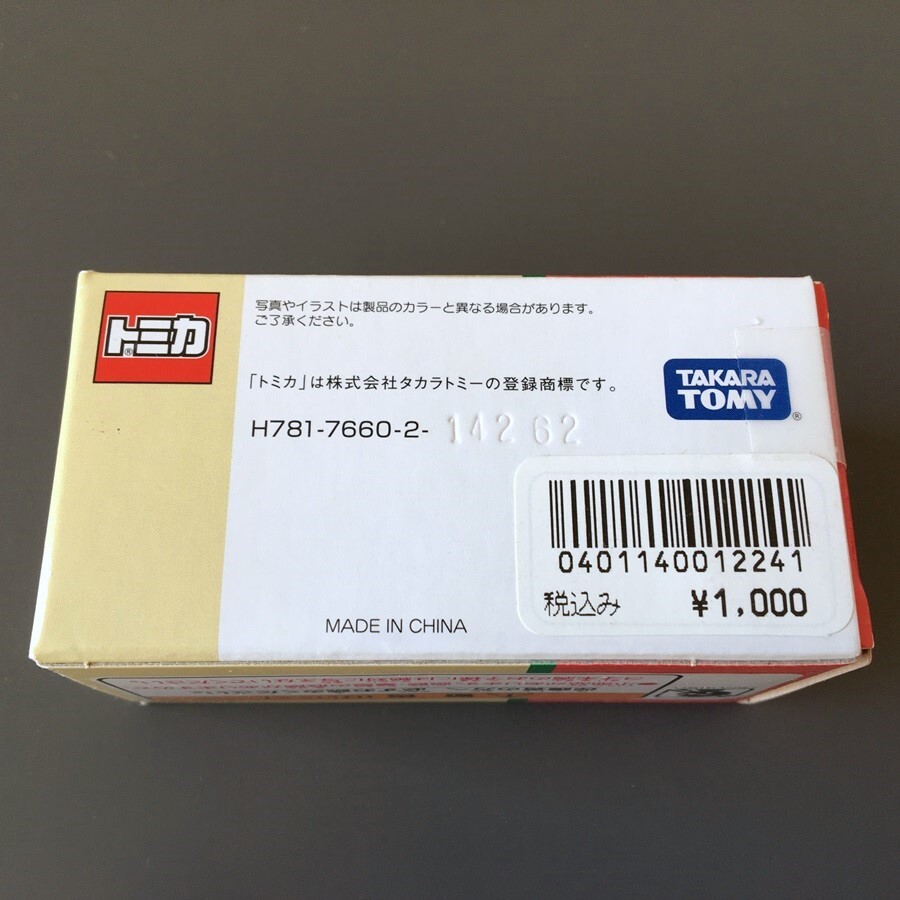 トミカ®
写真やイラストは製品のカラーと異なる場合があります。
ご了承ください。
「トミカ」は株式会社タカラトミーの登録商標です。
TAKARA
TOMY®
H781-7660-2- 142 62
0401140012241
税込み ¥1,000
MADE IN CHINA